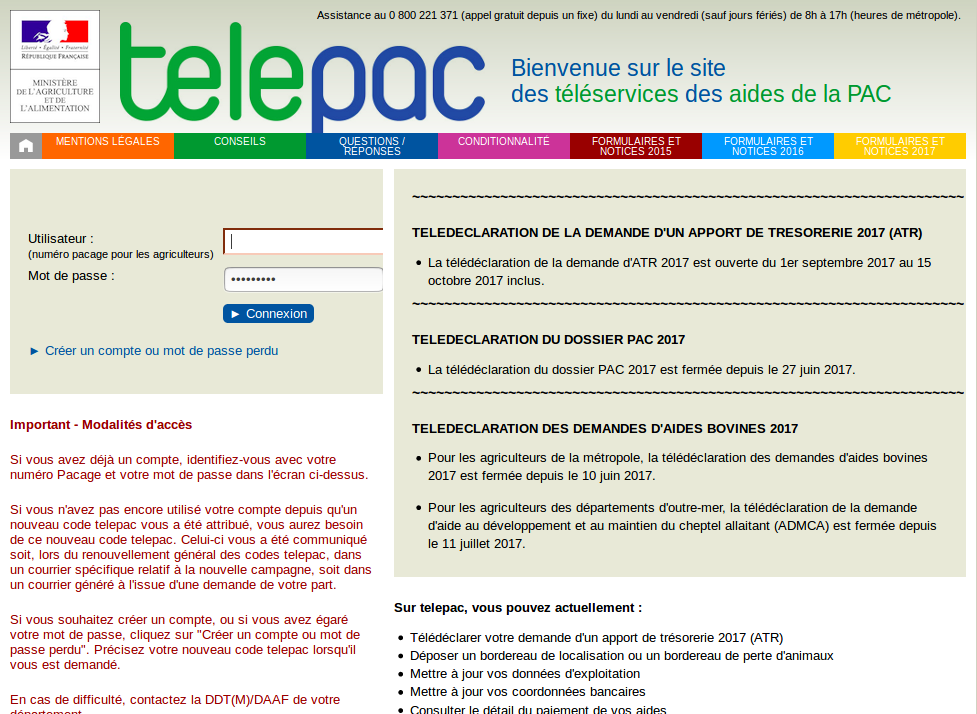 Assistance au 0 800 221 371 (appel gratuit depuis un fixe) du lundi au vendredi (sauf jours fériés) de 8h à 17h (heures de métropole).
Liberté • Égalité • Fraternité
RÉPUBLIQUE FRANÇAISE
MINISTÈRE
DE L'AGRICULTURE
ET DE
L'ALIMENTATION
telepac
Bienvenue sur le site
des téléservices des aides de la PAC
MENTIONS LÉGALES
CONSEILS
QUESTIONS /
RÉPONSES
CONDITIONNALITÉ
FORMULAIRES ET
NOTICES 2015
FORMULAIRES ET
NOTICES 2016
FORMULAIRES ET
NOTICES 2017
Utilisateur :
(numéro pacage pour les agriculteurs)
Mot de passe :
•••••••••
► Connexion
► Créer un compte ou mot de passe perdu
Important - Modalités d'accès
Si vous avez déjà un compte, identifiez-vous avec votre
numéro Pacage et votre mot de passe dans l'écran ci-dessus.
Si vous n'avez pas encore utilisé votre compte depuis qu'un
nouveau code telepac vous a été attribué, vous aurez besoin
de ce nouveau code telepac. Celui-ci vous a été communiqué
soit, lors du renouvellement général des codes telepac, dans
un courrier spécifique relatif à la nouvelle campagne, soit dans
un courrier généré à l'issue d'une demande de votre part.
Si vous souhaitez créer un compte, ou si vous avez égaré
votre mot de passe, cliquez sur "Créer un compte ou mot de
passe perdu". Précisez votre nouveau code telepac lorsqu'il
vous est demandé.
En cas de difficulté, contactez la DDT(M)/DAAF de votre
département.
~~~~~~~~~~~~~~~~~~~~~~~~~~~~~~~~~~~~~~~~~~~~~~~~~~~~~~~~~~~~~~~~~~~~~
TELEDECLARATION DE LA DEMANDE D'UN APPORT DE TRESORERIE 2017 (ATR)
• La télédéclaration de la demande d'ATR 2017 est ouverte du 1er septembre 2017 au 15
octobre 2017 inclus.
~~~~~~~~~~~~~~~~~~~~~~~~~~~~~~~~~~~~~~~~~~~~~~~~~~~~~~~~~~~~~~~~~~~~~
TELEDECLARATION DU DOSSIER PAC 2017
• La télédéclaration du dossier PAC 2017 est fermée depuis le 27 juin 2017.
~~~~~~~~~~~~~~~~~~~~~~~~~~~~~~~~~~~~~~~~~~~~~~~~~~~~~~~~~~~~~~~~~~~~~
TELEDECLARATION DES DEMANDES D'AIDES BOVINES 2017
• Pour les agriculteurs de la métropole, la télédéclaration des demandes d'aides bovines
2017 est fermée depuis le 10 juin 2017.
• Pour les agriculteurs des départements d'outre-mer, la télédéclaration de la demande
d'aide au développement et au maintien du cheptel allaitant (ADMCA) est fermée depuis
le 11 juillet 2017.
Sur telepac, vous pouvez actuellement :
• Télédéclarer votre demande d'un apport de trésorerie 2017 (ATR)
• Déposer un bordereau de localisation ou un bordereau de perte d'animaux
• Mettre à jour vos données d'exploitation
• Mettre à jour vos coordonnées bancaires
• Consulter le détail du paiement de vos aides